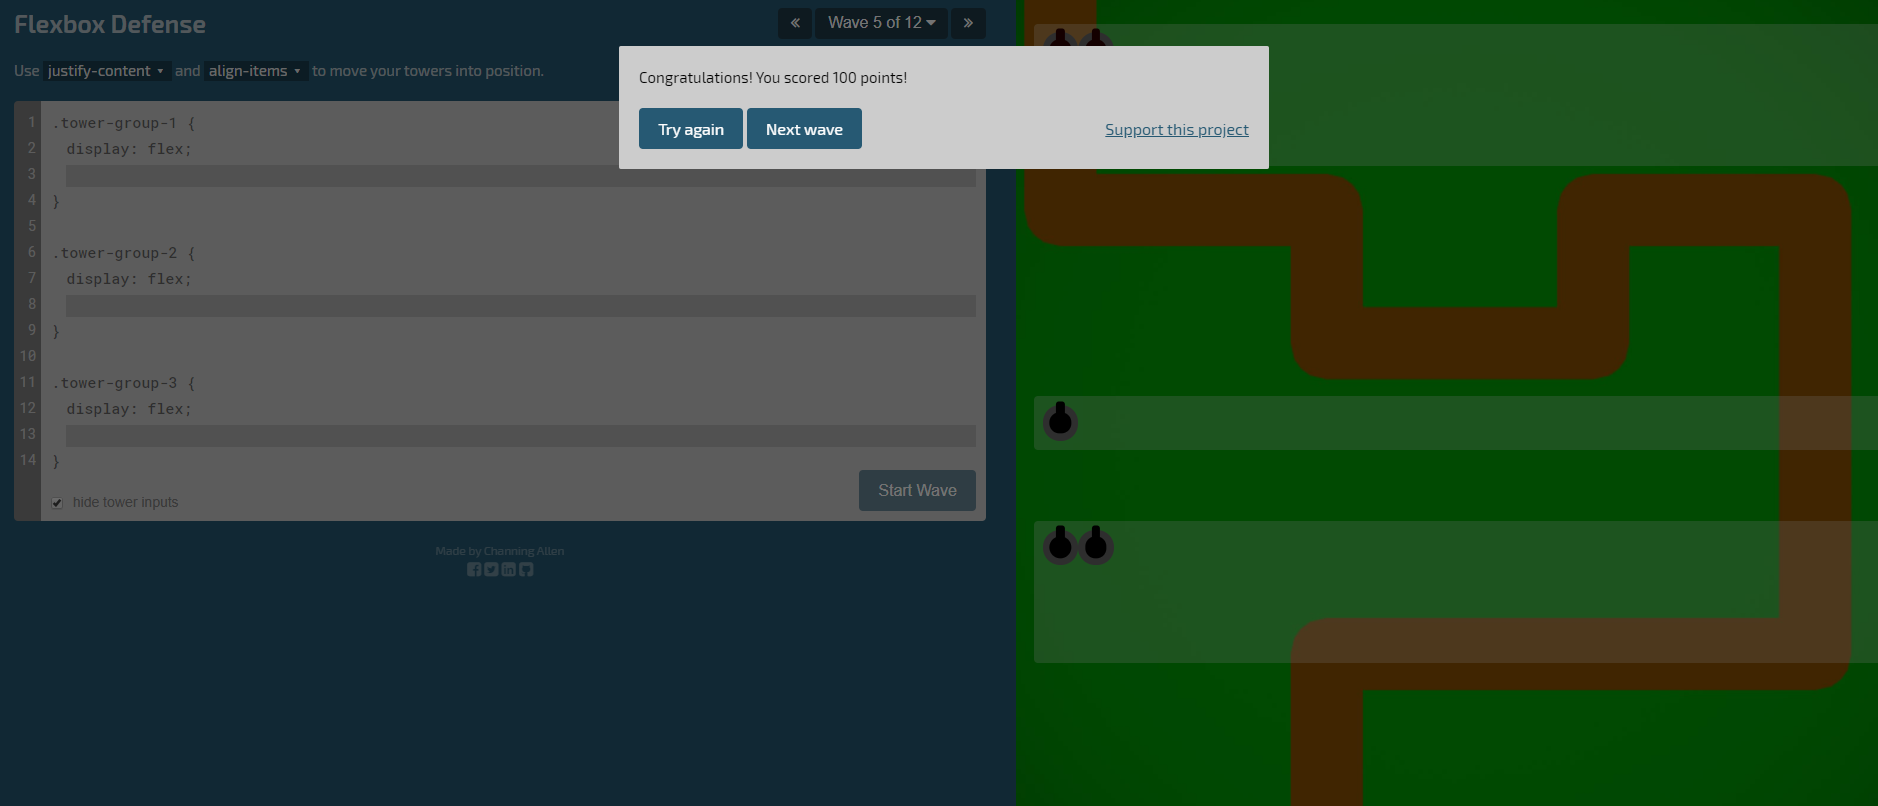 Flexbox Defense
« Wave 5 of 12 »
Use justify-content and align-items to move your towers into position.
Congratulations! You scored 100 points!
Try again Next wave Support this project
1 .tower-group-1 {
2 display: flex;
3
4 }
5
6 .tower-group-2 {
7 display: flex;
8
9 }
10
11 .tower-group-3 {
12 display: flex;
13
14 }
hide tower inputs Start Wave
Made by Channing Allen